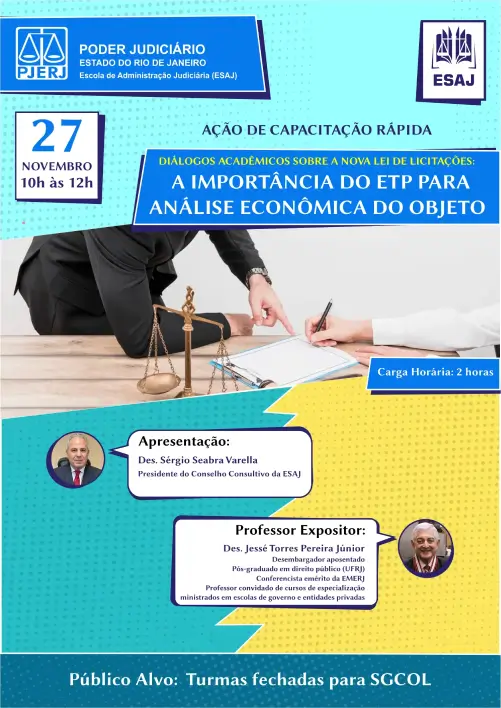 PJERJ
PODER JUDICIÁRIO
ESTADO DO RIO DE JANEIRO
Escola de Administração Judiciária (ESAJ)
ESAJ
27
NOVEMBRO
10h às 12h
AÇÃO DE CAPACITAÇÃO RÁPIDA
DIÁLOGOS ACADÊMICOS SOBRE A NOVA LEI DE LICITAÇÕES:
A IMPORTÂNCIA DO ETP PARA
ANÁLISE ECONÔMICA DO OBJETO
Carga Horária: 2 horas
Apresentação:
Des. Sérgio Seabra Varella
Presidente do Conselho Consultivo da ESAJ
Professor Expositor:
Des. Jessé Torres Pereira Júnior
Desembargador aposentado
Pós-graduado em direito público (UFRJ)
Conferencista emérito da EMERJ
Professor convidado de cursos de especialização
ministrados em escolas de governo e entidades privadas
Público Alvo: Turmas fechadas para SGCOL